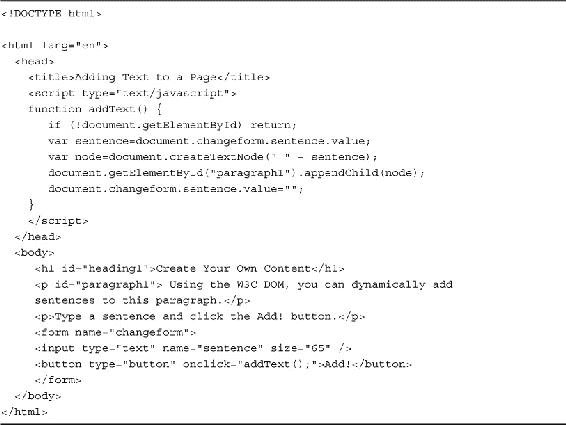 <!DOCTYPE html>
<html lang="en">
<head>
<title>Adding Text to a Page</title>
<script type="text/javascript">
function addText() {
if (!document.getElementById) return;
var sentence=document.changeform.sentence.value;
var node=document.createTextNode(" " + sentence);
document.getElementById("paragraph1").appendChild(node);
document.changeform.sentence.value="";
}
</script>
</head>
<body>
<h1 id="heading1">Create Your Own Content</h1>
<p id="paragraph1"> Using the W3C DOM, you can dynamically add
sentences to this paragraph.</p>
<p>Type a sentence and click the Add! button.</p>
<form name="changeform">
<input type="text" name="sentence" size="65" />
<button type="button" onclick="addText();">Add!</button>
</form>
</body>
</html>